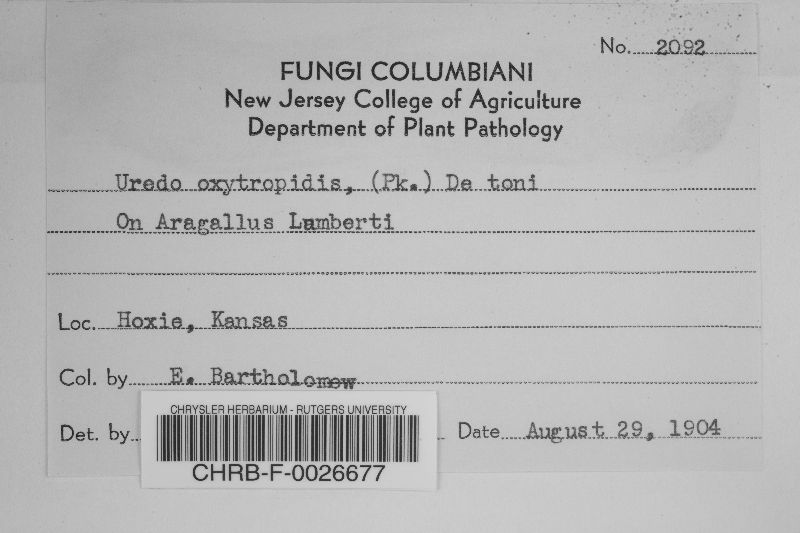 No. 2092
FUNGI COLUMBIANI
New Jersey College of Agriculture
Department of Plant Pathology
Uredo oxytropidis, (Pk.) De toni
On Aragallus Lamberti
Loc. Hoxie, Kansas
Col. by E. Bartholomew
Det. by Date August 29, 1904
CHRYSLER HERBARIUM - RUTGERS UNIVERSITY
CHRB-F-0026677